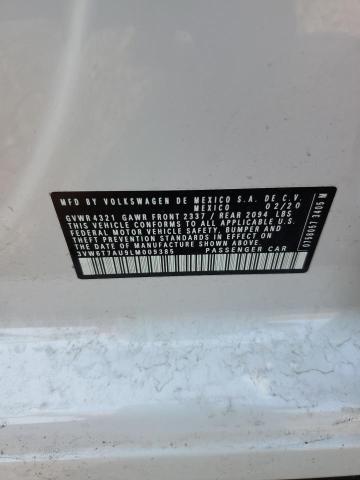 MFD BY VOLKSWAGEN DE MEXICO S.A. DE C.V.
MEXICO 02/20
GVWR 4321 GAWR FRONT 2337 / REAR 2094 LBS
THIS VEHICLE CONFORMS TO ALL APPLICABLE U.S.
FEDERAL MOTOR VEHICLE SAFETY, BUMPER AND
THEFT PREVENTION STANDARDS IN EFFECT ON THE
DATE OF MANUFACTURE SHOWN ABOVE.
3VW6T7AU9LM009385 PASSENGER CAR
0158057 3405 M